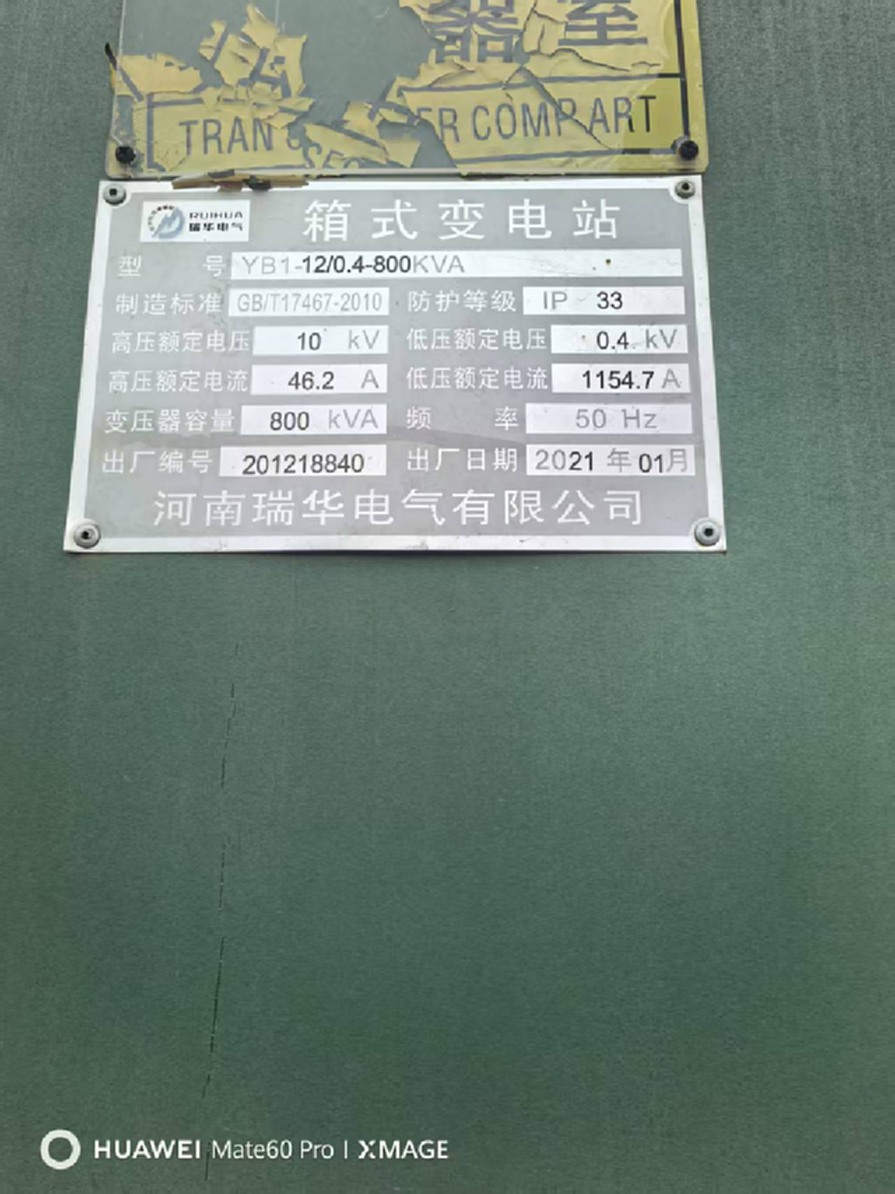 器室
TRAN SFER COMPART
RUIHUA
瑞华电气
箱式变电站
型 号 YB1-12/0.4-800KVA
制造标准 GB/T17467-2010 防护等级 IP 33
高压额定电压 10 kV 低压额定电压 0.4 kV
高压额定电流 46.2 A 低压额定电流 1154.7 A
变压器容量 800 kVA 频 率 50 Hz
出厂编号 201218840 出厂日期 2021 年 01月
河南瑞华电气有限公司
HUAWEI Mate60 Pro | XMAGE